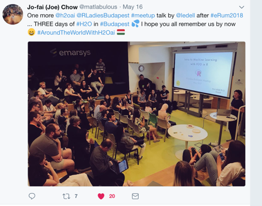 Jo-fai (Joe) Chow @matlabulous · May 16
One more @h2oai @RLadiesBudapest #meetup talk by @ledell after #eRum2018
... THREE days of #H2O in #Budapest 💦 I hope you all remember us by now
😄 #AroundTheWorldWithH2Oai 🇭🇺
emarsys
7
20